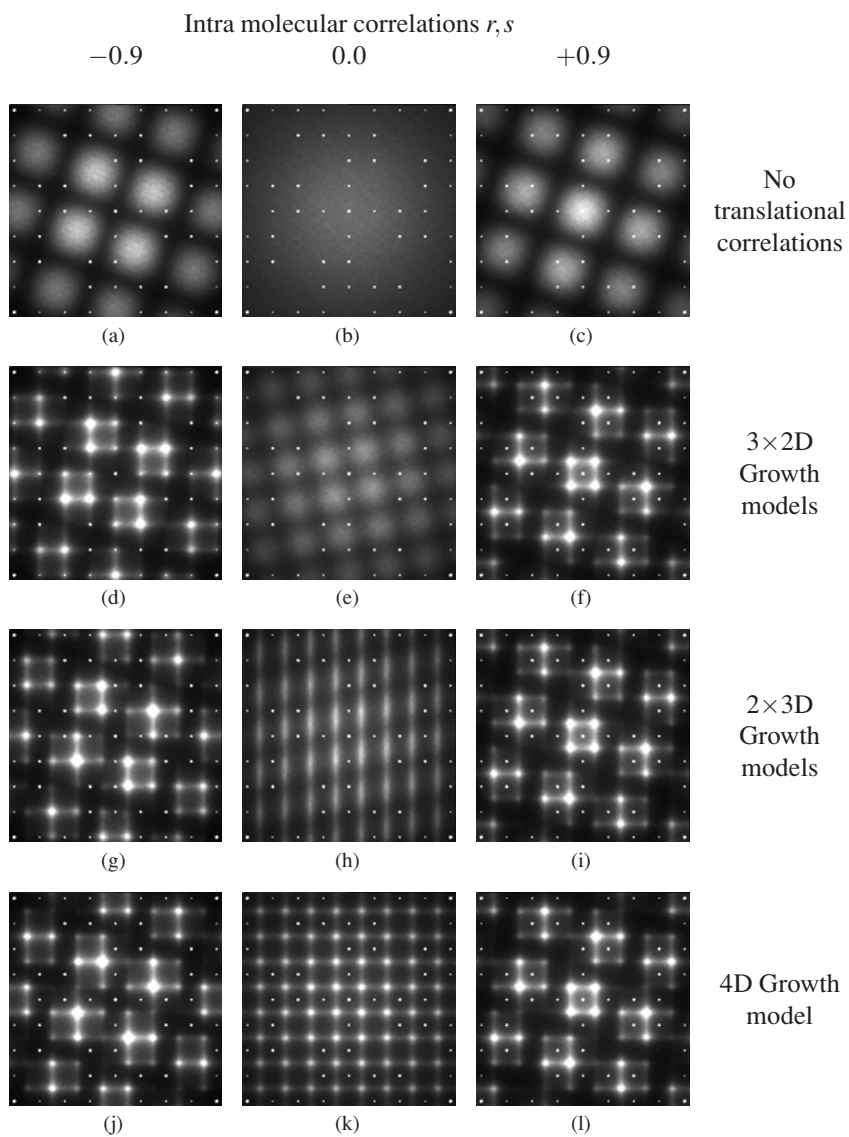 Intra molecular correlations r, s
−0.9 0.0 +0.9
No
translational
correlations
(a) (b) (c)
3×2D
Growth
models
(d) (e) (f)
2×3D
Growth
models
(g) (h) (i)
4D Growth
model
(j) (k) (l)